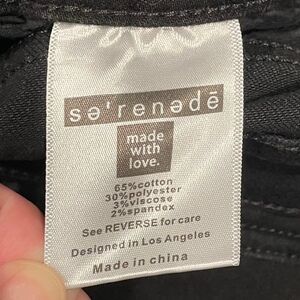 sə'renədē
made
with
love.
65%cotton
30%polyester
3%viscose
2%spandex
See REVERSE for care
Designed in Los Angeles
Made in china